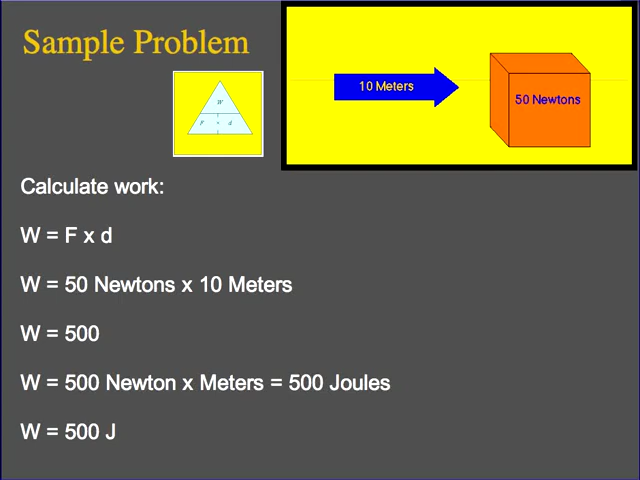 Sample Problem
10 Meters
50 Newtons
W
F × d
Calculate work:
W = F x d
W = 50 Newtons x 10 Meters
W = 500
W = 500 Newton x Meters = 500 Joules
W = 500 J